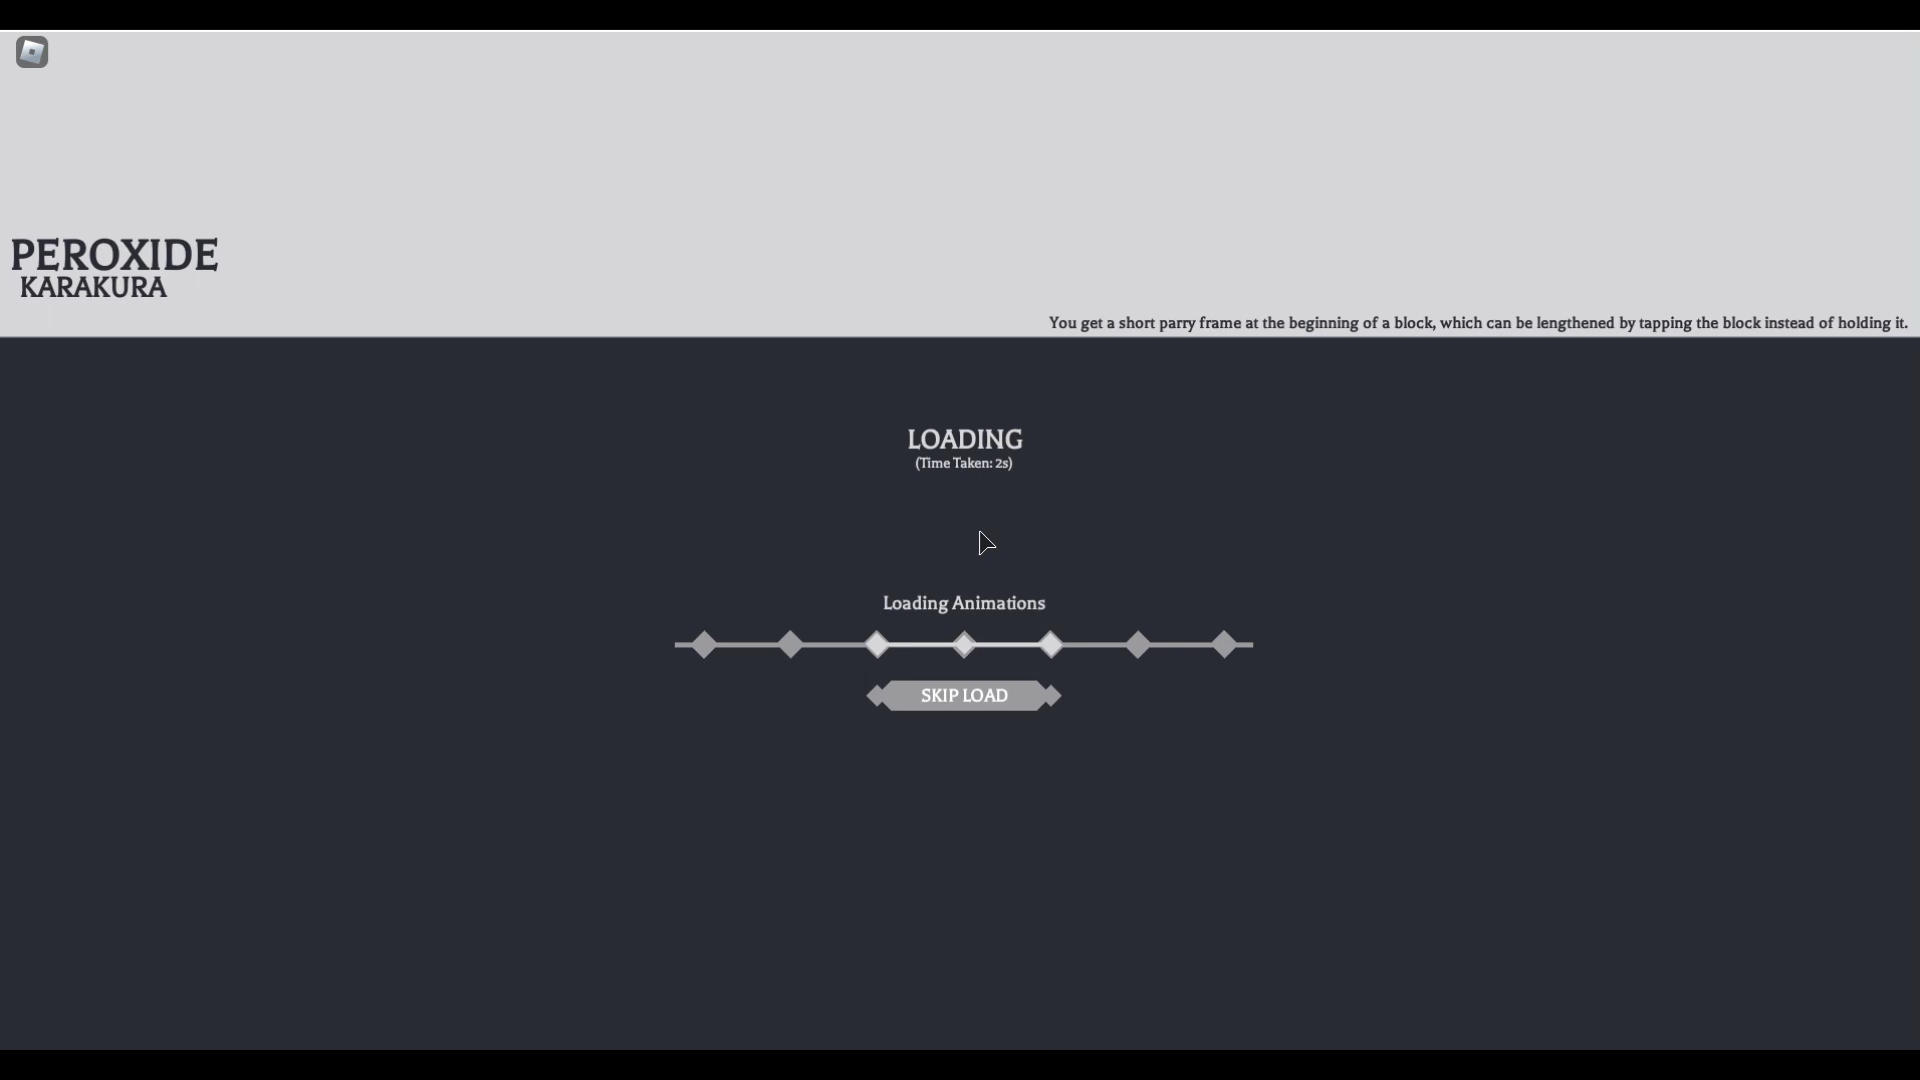 PEROXIDE
KARAKURA
You get a short parry frame at the beginning of a block, which can be lengthened by tapping the block instead of holding it.
LOADING
(Time Taken: 2s)
Loading Animations
SKIP LOAD